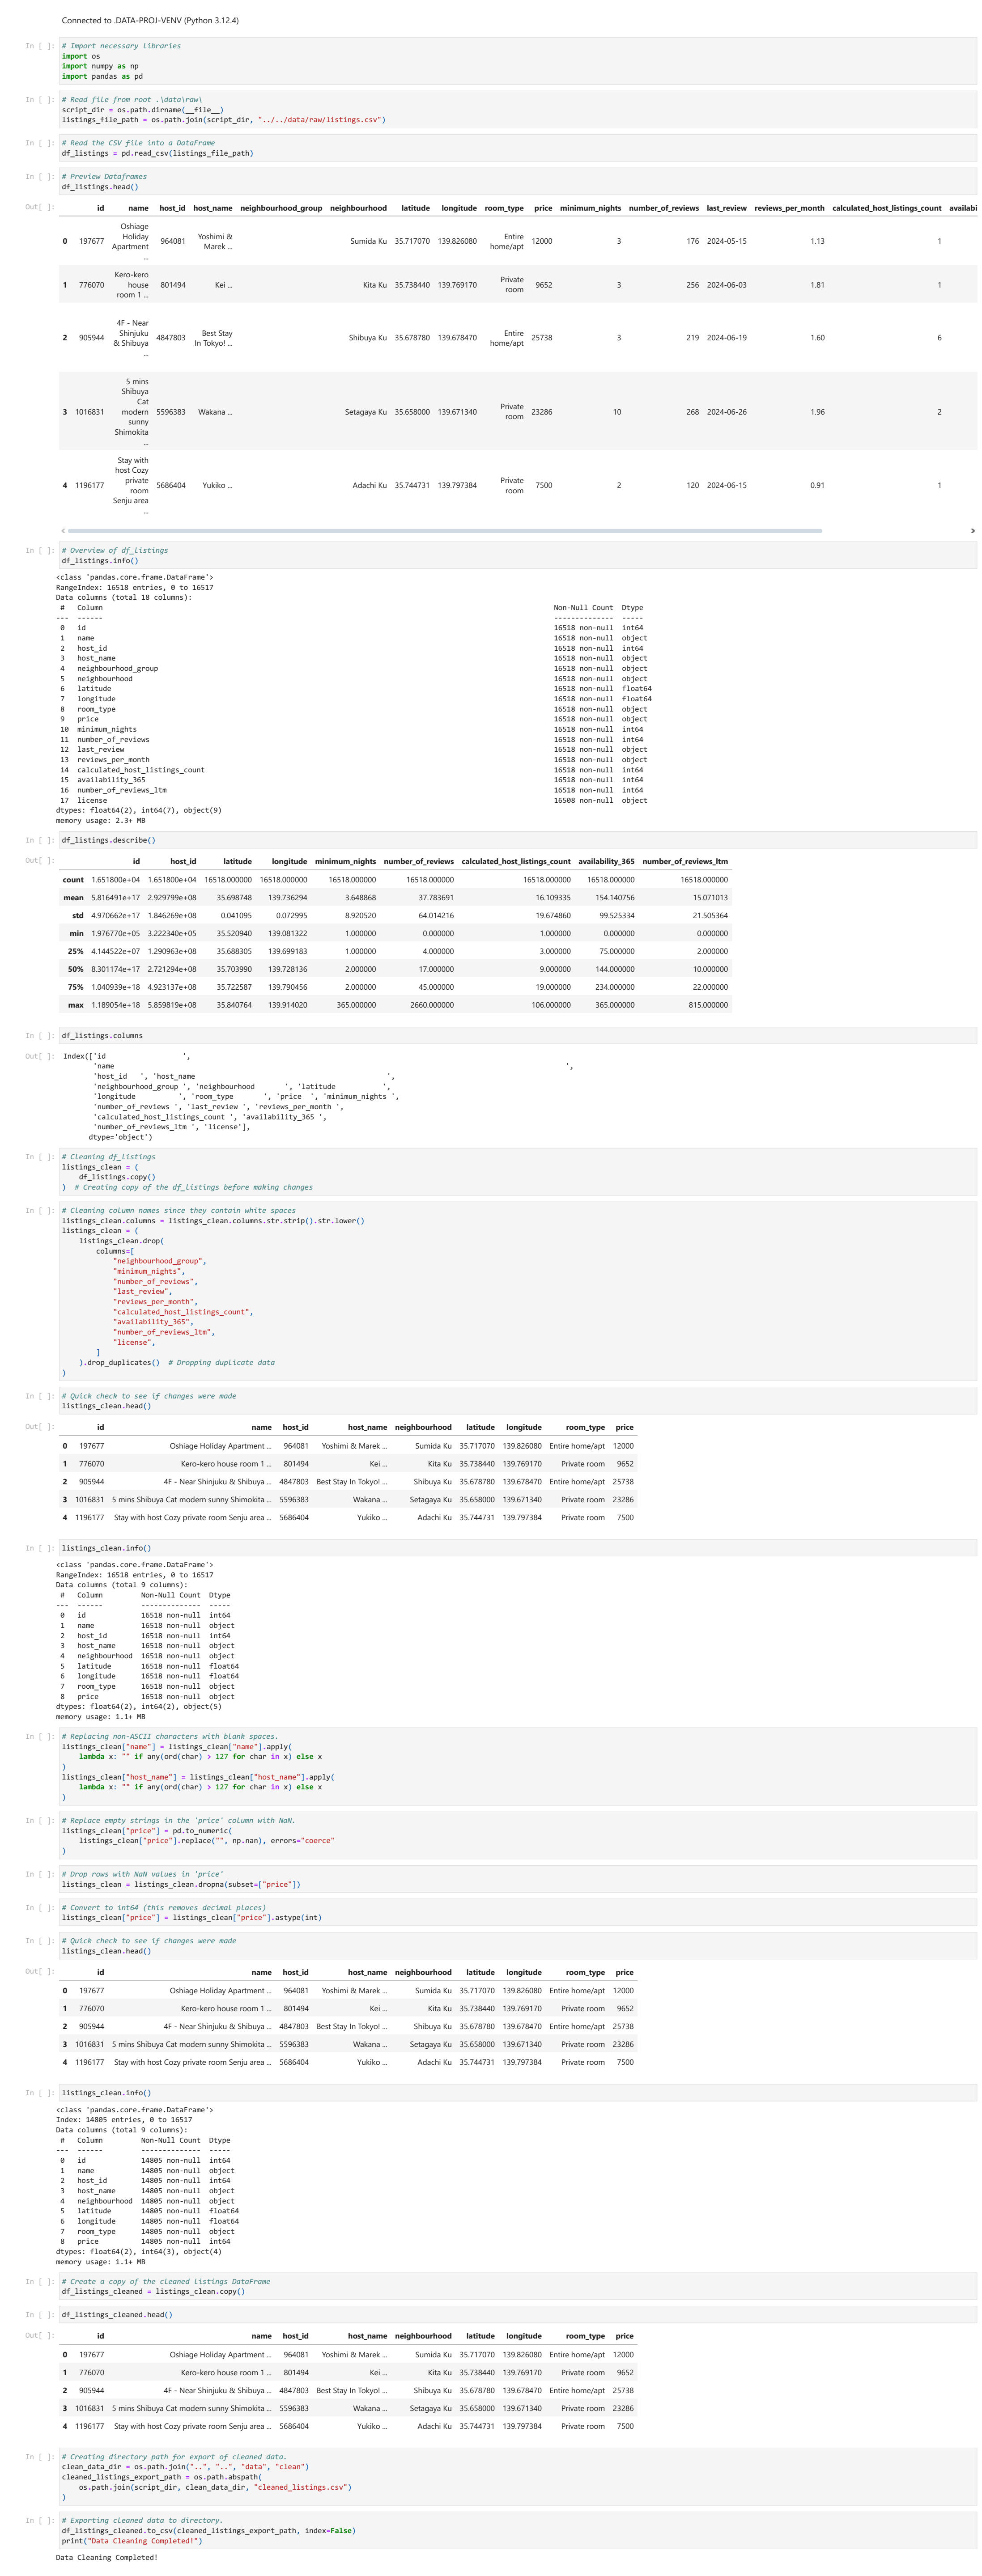 Connected to .DATA-PROJ-VENV (Python 3.12.4)
In [ ]: # Import necessary libraries
import os
import numpy as np
import pandas as pd
In [ ]: # Read file from root .\data\raw\
script_dir = os.path.dirname(__file__)
listings_file_path = os.path.join(script_dir, "../../data/raw/listings.csv")
In [ ]: # Read the CSV file into a DataFrame
df_listings = pd.read_csv(listings_file_path)
In [ ]: # Preview Dataframes
df_listings.head()
Out[ ]: id name host_id host_name neighbourhood_group neighbourhood latitude longitude room_type price minimum_nights number_of_reviews last_review reviews_per_month calculated_host_listings_count availabi
Oshiage
Holiday
0 197677 Apartment 964081 Yoshimi & Marek ... Sumida Ku 35.717070 139.826080 Entire home/apt 12000 3 176 2024-05-15 1.13 1
...
Kero-kero
1 776070 house 801494 Kei ... Kita Ku 35.738440 139.769170 Private room 9652 3 256 2024-06-03 1.81 1
room 1 ...
4F - Near
Shinjuku
2 905944 & Shibuya 4847803 Best Stay In Tokyo! ... Shibuya Ku 35.678780 139.678470 Entire home/apt 25738 3 219 2024-06-19 1.60 6
...
5 mins
Shibuya
Cat
3 1016831 modern 5596383 Wakana ... Setagaya Ku 35.658000 139.671340 Private room 23286 10 268 2024-06-26 1.96 2
sunny
Shimokita
...
Stay with
host Cozy
4 1196177 private 5686404 Yukiko ... Adachi Ku 35.744731 139.797384 Private room 7500 2 120 2024-06-15 0.91 1
room
Senju area
...
In [ ]: # Overview of df_listings
df_listings.info()
<class 'pandas.core.frame.DataFrame'>
RangeIndex: 16518 entries, 0 to 16517
Data columns (total 18 columns):
# Column Non-Null Count Dtype
--- ------ -------------- -----
0 id 16518 non-null int64
1 name 16518 non-null object
2 host_id 16518 non-null int64
3 host_name 16518 non-null object
4 neighbourhood_group 16518 non-null object
5 neighbourhood 16518 non-null object
6 latitude 16518 non-null float64
7 longitude 16518 non-null float64
8 room_type 16518 non-null object
9 price 16518 non-null object
10 minimum_nights 16518 non-null int64
11 number_of_reviews 16518 non-null int64
12 last_review 16518 non-null object
13 reviews_per_month 16518 non-null object
14 calculated_host_listings_count 16518 non-null int64
15 availability_365 16518 non-null int64
16 number_of_reviews_ltm 16518 non-null int64
17 license 16508 non-null object
dtypes: float64(2), int64(7), object(9)
memory usage: 2.3+ MB
In [ ]: df_listings.describe()
Out[ ]: id host_id latitude longitude minimum_nights number_of_reviews calculated_host_listings_count availability_365 number_of_reviews_ltm
count 1.651800e+04 1.651800e+04 16518.000000 16518.000000 16518.000000 16518.000000 16518.000000 16518.000000 16518.000000
mean 5.816491e+17 2.929799e+08 35.698748 139.736294 3.648868 37.783691 16.109335 154.140756 15.071013
std 4.970662e+17 1.846269e+08 0.041095 0.072995 8.920520 64.014216 19.674860 99.525334 21.505364
min 1.976770e+05 3.222340e+05 35.520940 139.081322 1.000000 0.000000 1.000000 0.000000 0.000000
25% 4.144522e+07 1.290963e+08 35.688305 139.699183 1.000000 4.000000 3.000000 75.000000 2.000000
50% 8.301174e+17 2.721294e+08 35.703990 139.728136 2.000000 17.000000 9.000000 144.000000 10.000000
75% 1.040939e+18 4.923137e+08 35.722587 139.790456 2.000000 45.000000 19.000000 234.000000 22.000000
max 1.189054e+18 5.859819e+08 35.840764 139.914020 365.000000 2660.000000 106.000000 365.000000 815.000000
In [ ]: df_listings.columns
Out[ ]: Index(['id                  ',
'name                                                                                                          ',
'host_id   ', 'host_name                                             ',
'neighbourhood_group ', 'neighbourhood       ', 'latitude           ',
'longitude          ', 'room_type       ', 'price  ', 'minimum_nights ',
'number_of_reviews ', 'last_review ', 'reviews_per_month ',
'calculated_host_listings_count ', 'availability_365 ',
'number_of_reviews_ltm ', 'license'],
dtype='object')
In [ ]: # Cleaning df_listings
listings_clean = (
df_listings.copy()
) # Creating copy of the df_listings before making changes
In [ ]: # Cleaning column names since they contain white spaces
listings_clean.columns = listings_clean.columns.str.strip().str.lower()
listings_clean = (
listings_clean.drop(
columns=[
"neighbourhood_group",
"minimum_nights",
"number_of_reviews",
"last_review",
"reviews_per_month",
"calculated_host_listings_count",
"availability_365",
"number_of_reviews_ltm",
"license",
]
).drop_duplicates() # Dropping duplicate data
)
In [ ]: # Quick check to see if changes were made
listings_clean.head()
Out[ ]: id name host_id host_name neighbourhood latitude longitude room_type price
0 197677 Oshiage Holiday Apartment ... 964081 Yoshimi & Marek ... Sumida Ku 35.717070 139.826080 Entire home/apt 12000
1 776070 Kero-kero house room 1 ... 801494 Kei ... Kita Ku 35.738440 139.769170 Private room 9652
2 905944 4F - Near Shinjuku & Shibuya ... 4847803 Best Stay In Tokyo! ... Shibuya Ku 35.678780 139.678470 Entire home/apt 25738
3 1016831 5 mins Shibuya Cat modern sunny Shimokita ... 5596383 Wakana ... Setagaya Ku 35.658000 139.671340 Private room 23286
4 1196177 Stay with host Cozy private room Senju area ... 5686404 Yukiko ... Adachi Ku 35.744731 139.797384 Private room 7500
In [ ]: listings_clean.info()
<class 'pandas.core.frame.DataFrame'>
RangeIndex: 16518 entries, 0 to 16517
Data columns (total 9 columns):
# Column Non-Null Count Dtype
--- ------ -------------- -----
0 id 16518 non-null int64
1 name 16518 non-null object
2 host_id 16518 non-null int64
3 host_name 16518 non-null object
4 neighbourhood 16518 non-null object
5 latitude 16518 non-null float64
6 longitude 16518 non-null float64
7 room_type 16518 non-null object
8 price 16518 non-null object
dtypes: float64(2), int64(2), object(5)
memory usage: 1.1+ MB
In [ ]: # Replacing non-ASCII characters with blank spaces.
listings_clean["name"] = listings_clean["name"].apply(
lambda x: "" if any(ord(char) > 127 for char in x) else x
)
listings_clean["host_name"] = listings_clean["host_name"].apply(
lambda x: "" if any(ord(char) > 127 for char in x) else x
)
In [ ]: # Replace empty strings in the 'price' column with NaN.
listings_clean["price"] = pd.to_numeric(
listings_clean["price"].replace("", np.nan), errors="coerce"
)
In [ ]: # Drop rows with NaN values in 'price'
listings_clean = listings_clean.dropna(subset=["price"])
In [ ]: # Convert to int64 (this removes decimal places)
listings_clean["price"] = listings_clean["price"].astype(int)
In [ ]: # Quick check to see if changes were made
listings_clean.head()
Out[ ]: id name host_id host_name neighbourhood latitude longitude room_type price
0 197677 Oshiage Holiday Apartment ... 964081 Yoshimi & Marek ... Sumida Ku 35.717070 139.826080 Entire home/apt 12000
1 776070 Kero-kero house room 1 ... 801494 Kei ... Kita Ku 35.738440 139.769170 Private room 9652
2 905944 4F - Near Shinjuku & Shibuya ... 4847803 Best Stay In Tokyo! ... Shibuya Ku 35.678780 139.678470 Entire home/apt 25738
3 1016831 5 mins Shibuya Cat modern sunny Shimokita ... 5596383 Wakana ... Setagaya Ku 35.658000 139.671340 Private room 23286
4 1196177 Stay with host Cozy private room Senju area ... 5686404 Yukiko ... Adachi Ku 35.744731 139.797384 Private room 7500
In [ ]: listings_clean.info()
<class 'pandas.core.frame.DataFrame'>
Index: 14805 entries, 0 to 16517
Data columns (total 9 columns):
# Column Non-Null Count Dtype
--- ------ -------------- -----
0 id 14805 non-null int64
1 name 14805 non-null object
2 host_id 14805 non-null int64
3 host_name 14805 non-null object
4 neighbourhood 14805 non-null object
5 latitude 14805 non-null float64
6 longitude 14805 non-null float64
7 room_type 14805 non-null object
8 price 14805 non-null int64
dtypes: float64(2), int64(3), object(4)
memory usage: 1.1+ MB
In [ ]: # Create a copy of the cleaned listings DataFrame
df_listings_cleaned = listings_clean.copy()
In [ ]: df_listings_cleaned.head()
Out[ ]: id name host_id host_name neighbourhood latitude longitude room_type price
0 197677 Oshiage Holiday Apartment ... 964081 Yoshimi & Marek ... Sumida Ku 35.717070 139.826080 Entire home/apt 12000
1 776070 Kero-kero house room 1 ... 801494 Kei ... Kita Ku 35.738440 139.769170 Private room 9652
2 905944 4F - Near Shinjuku & Shibuya ... 4847803 Best Stay In Tokyo! ... Shibuya Ku 35.678780 139.678470 Entire home/apt 25738
3 1016831 5 mins Shibuya Cat modern sunny Shimokita ... 5596383 Wakana ... Setagaya Ku 35.658000 139.671340 Private room 23286
4 1196177 Stay with host Cozy private room Senju area ... 5686404 Yukiko ... Adachi Ku 35.744731 139.797384 Private room 7500
In [ ]: # Creating directory path for export of cleaned data.
clean_data_dir = os.path.join("..", "..", "data", "clean")
cleaned_listings_export_path = os.path.abspath(
os.path.join(script_dir, clean_data_dir, "cleaned_listings.csv")
)
In [ ]: # Exporting cleaned data to directory.
df_listings_cleaned.to_csv(cleaned_listings_export_path, index=False)
print("Data Cleaning Completed!")
Data Cleaning Completed!